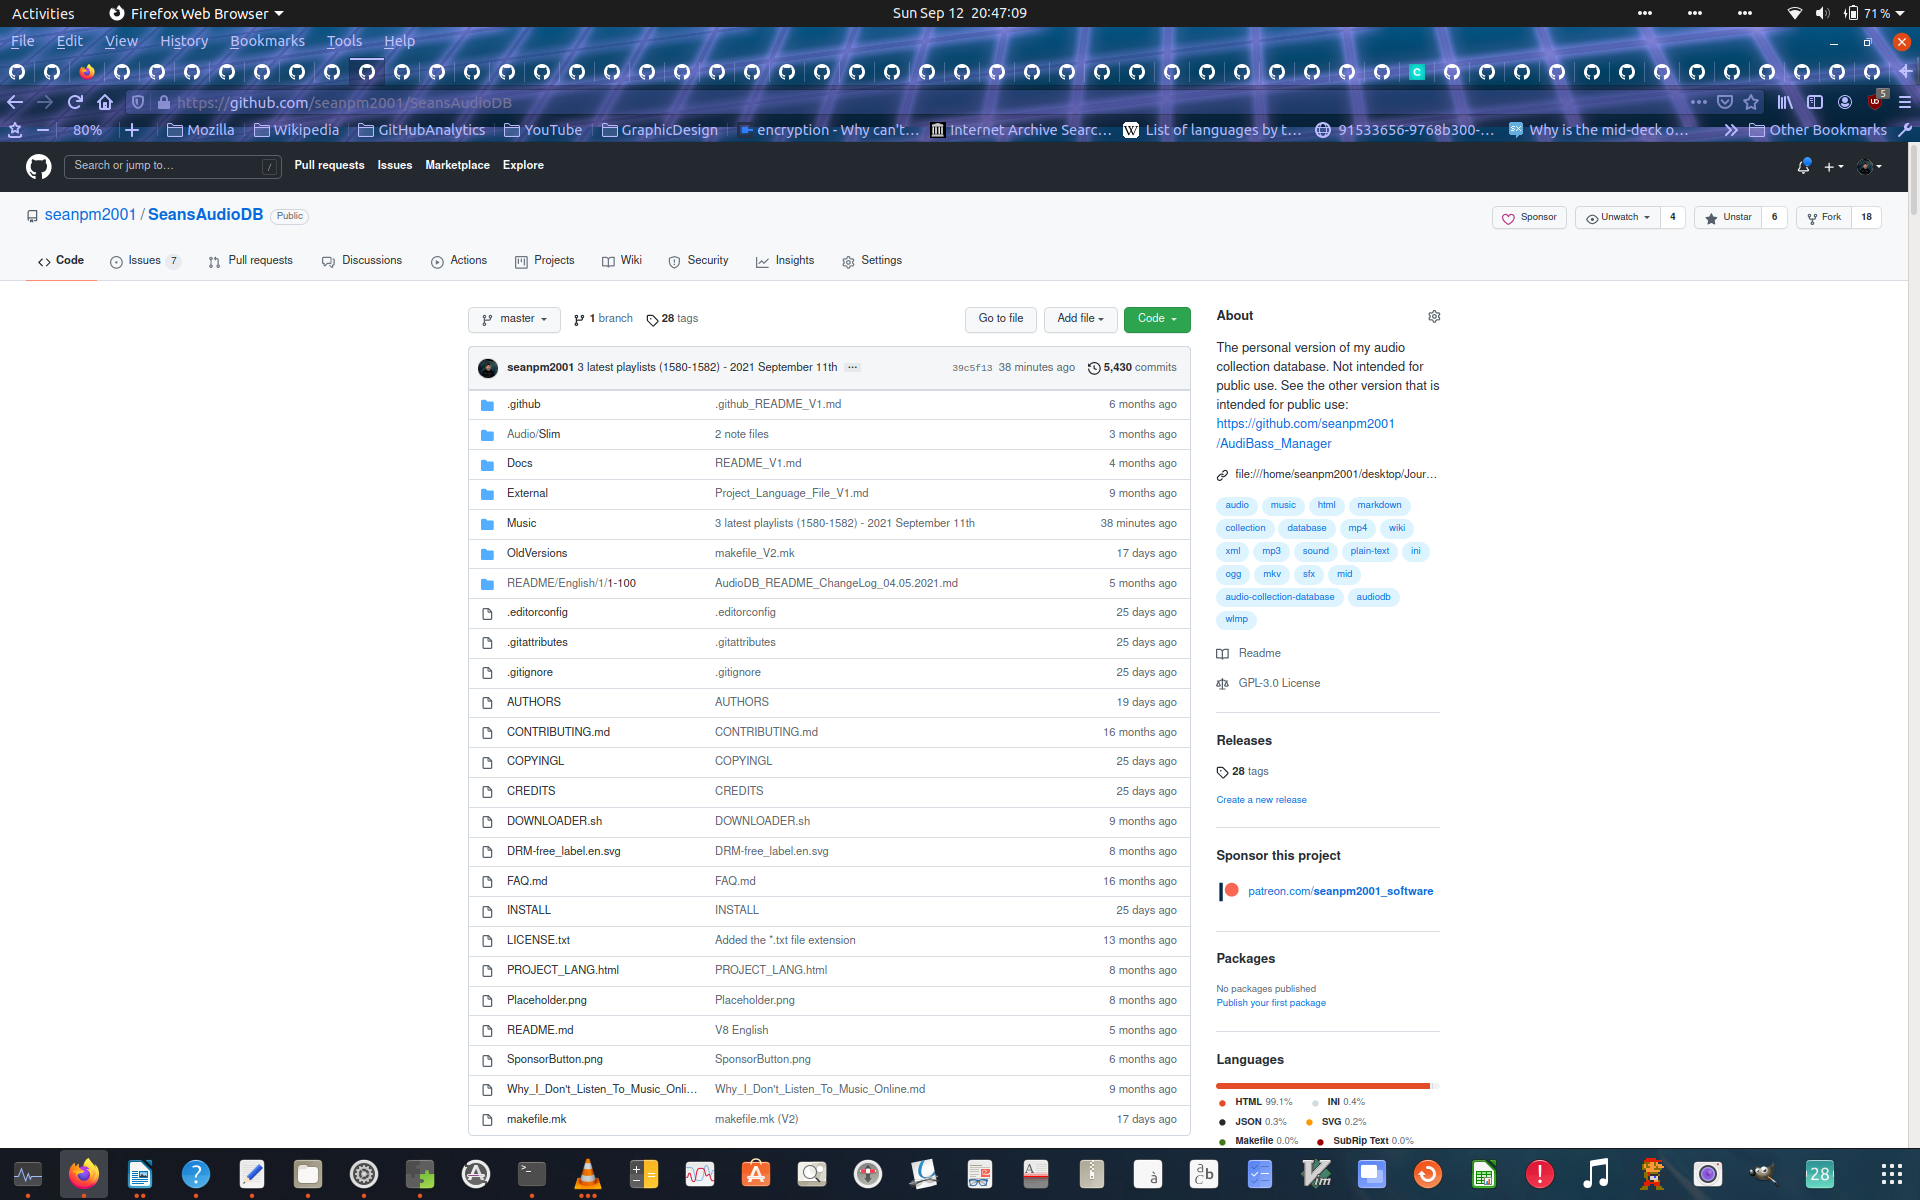 Activities Firefox Web Browser Sun Sep 12 20:47:09 71 %
File Edit View History Bookmarks Tools Help
https://github.com/seanpm2001/SeansAudioDB 5
80% Mozilla Wikipedia GitHubAnalytics YouTube GraphicDesign encryption - Why can't... Internet Archive Searc... List of languages by t... 91533656-9768b300-... Why is the mid-deck o... Other Bookmarks
Search or jump to... / Pull requests Issues Marketplace Explore
seanpm2001 / SeansAudioDB Public Sponsor Unwatch 4 Unstar 6 Fork 18
Code Issues 7 Pull requests Discussions Actions Projects Wiki Security Insights Settings
master 1 branch 28 tags Go to file Add file Code
seanpm2001 3 latest playlists (1580-1582) - 2021 September 11th ... 39c5f13 38 minutes ago 5,430 commits
.github .github_README_V1.md 6 months ago
Audio/Slim 2 note files 3 months ago
Docs README_V1.md 4 months ago
External Project_Language_File_V1.md 9 months ago
Music 3 latest playlists (1580-1582) - 2021 September 11th 38 minutes ago
OldVersions makefile_V2.mk 17 days ago
README/English/1/1-100 AudioDB_README_ChangeLog_04.05.2021.md 5 months ago
.editorconfig .editorconfig 25 days ago
.gitattributes .gitattributes 25 days ago
.gitignore .gitignore 25 days ago
AUTHORS AUTHORS 19 days ago
CONTRIBUTING.md CONTRIBUTING.md 16 months ago
COPYINGL COPYINGL 25 days ago
CREDITS CREDITS 25 days ago
DOWNLOADER.sh DOWNLOADER.sh 9 months ago
DRM-free_label.en.svg DRM-free_label.en.svg 8 months ago
FAQ.md FAQ.md 16 months ago
INSTALL INSTALL 25 days ago
LICENSE.txt Added the *.txt file extension 13 months ago
PROJECT_LANG.html PROJECT_LANG.html 8 months ago
Placeholder.png Placeholder.png 8 months ago
README.md V8 English 5 months ago
SponsorButton.png SponsorButton.png 6 months ago
Why_I_Don't_Listen_To_Music_Onli... Why_I_Don't_Listen_To_Music_Online.md 9 months ago
makefile.mk makefile.mk (V2) 17 days ago
About
The personal version of my audio
collection database. Not intended for
public use. See the other version that is
intended for public use:
https://github.com/seanpm2001
/AudiBass_Manager
file:///home/seanpm2001/desktop/Jour...
audio music html markdown
collection database mp4 wiki
xml mp3 sound plain-text ini
ogg mkv sfx mid
audio-collection-database audiodb
wlmp
Readme
GPL-3.0 License
Releases
28 tags
Create a new release
Sponsor this project
patreon.com/seanpm2001_software
Packages
No packages published
Publish your first package
Languages
HTML 99.1% INI 0.4%
JSON 0.3% SVG 0.2%
Makefile 0.0% SubRip Text 0.0%
28